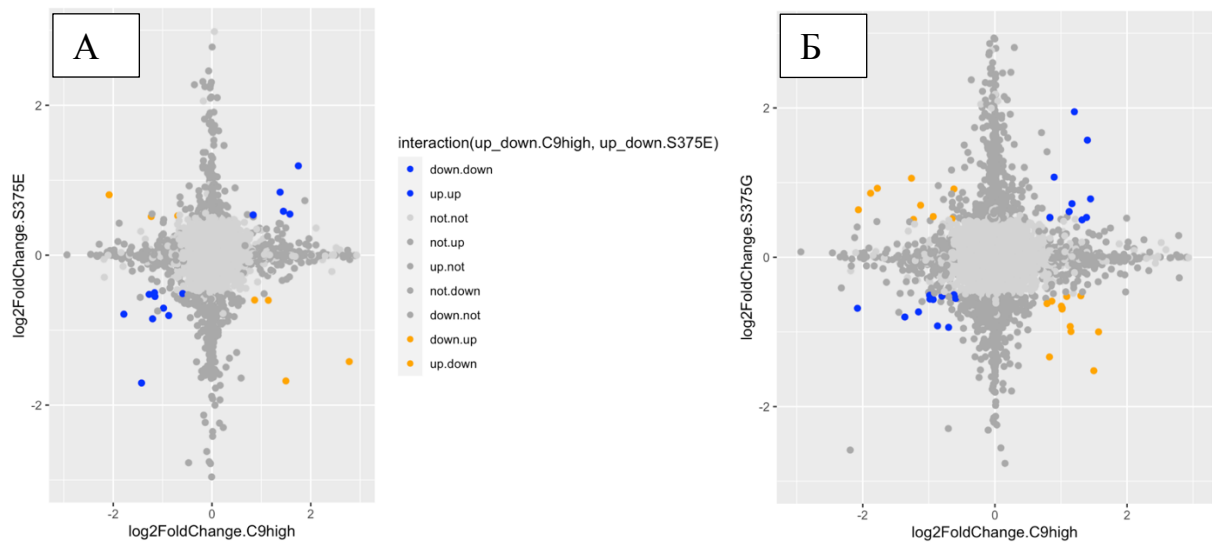 А
2
0
-2
log2FoldChange.S375E
-2
0
2
log2FoldChange.C9high
interaction(up_down.C9high, up_down.S375E)
down.down
up.up
not.not
not.up
up.not
not.down
down.not
down.up
up.down
Б
2
0
-2
log2FoldChange.S375G
-2
0
2
log2FoldChange.C9high